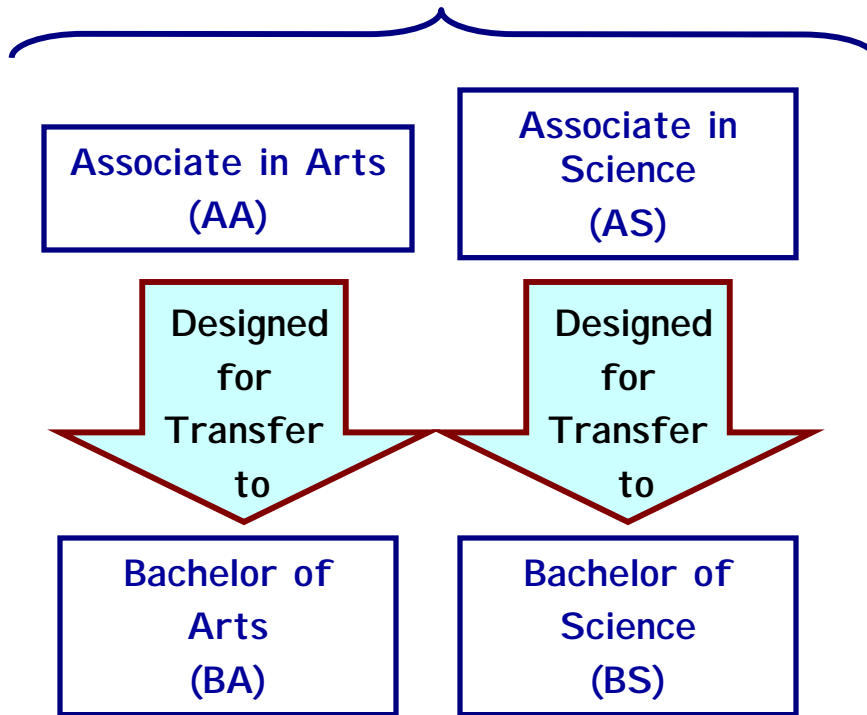 Associate in Arts
(AA)
Associate in
Science
(AS)
Designed
for
Transfer
to
Designed
for
Transfer
to
Bachelor of
Arts
(BA)
Bachelor of
Science
(BS)